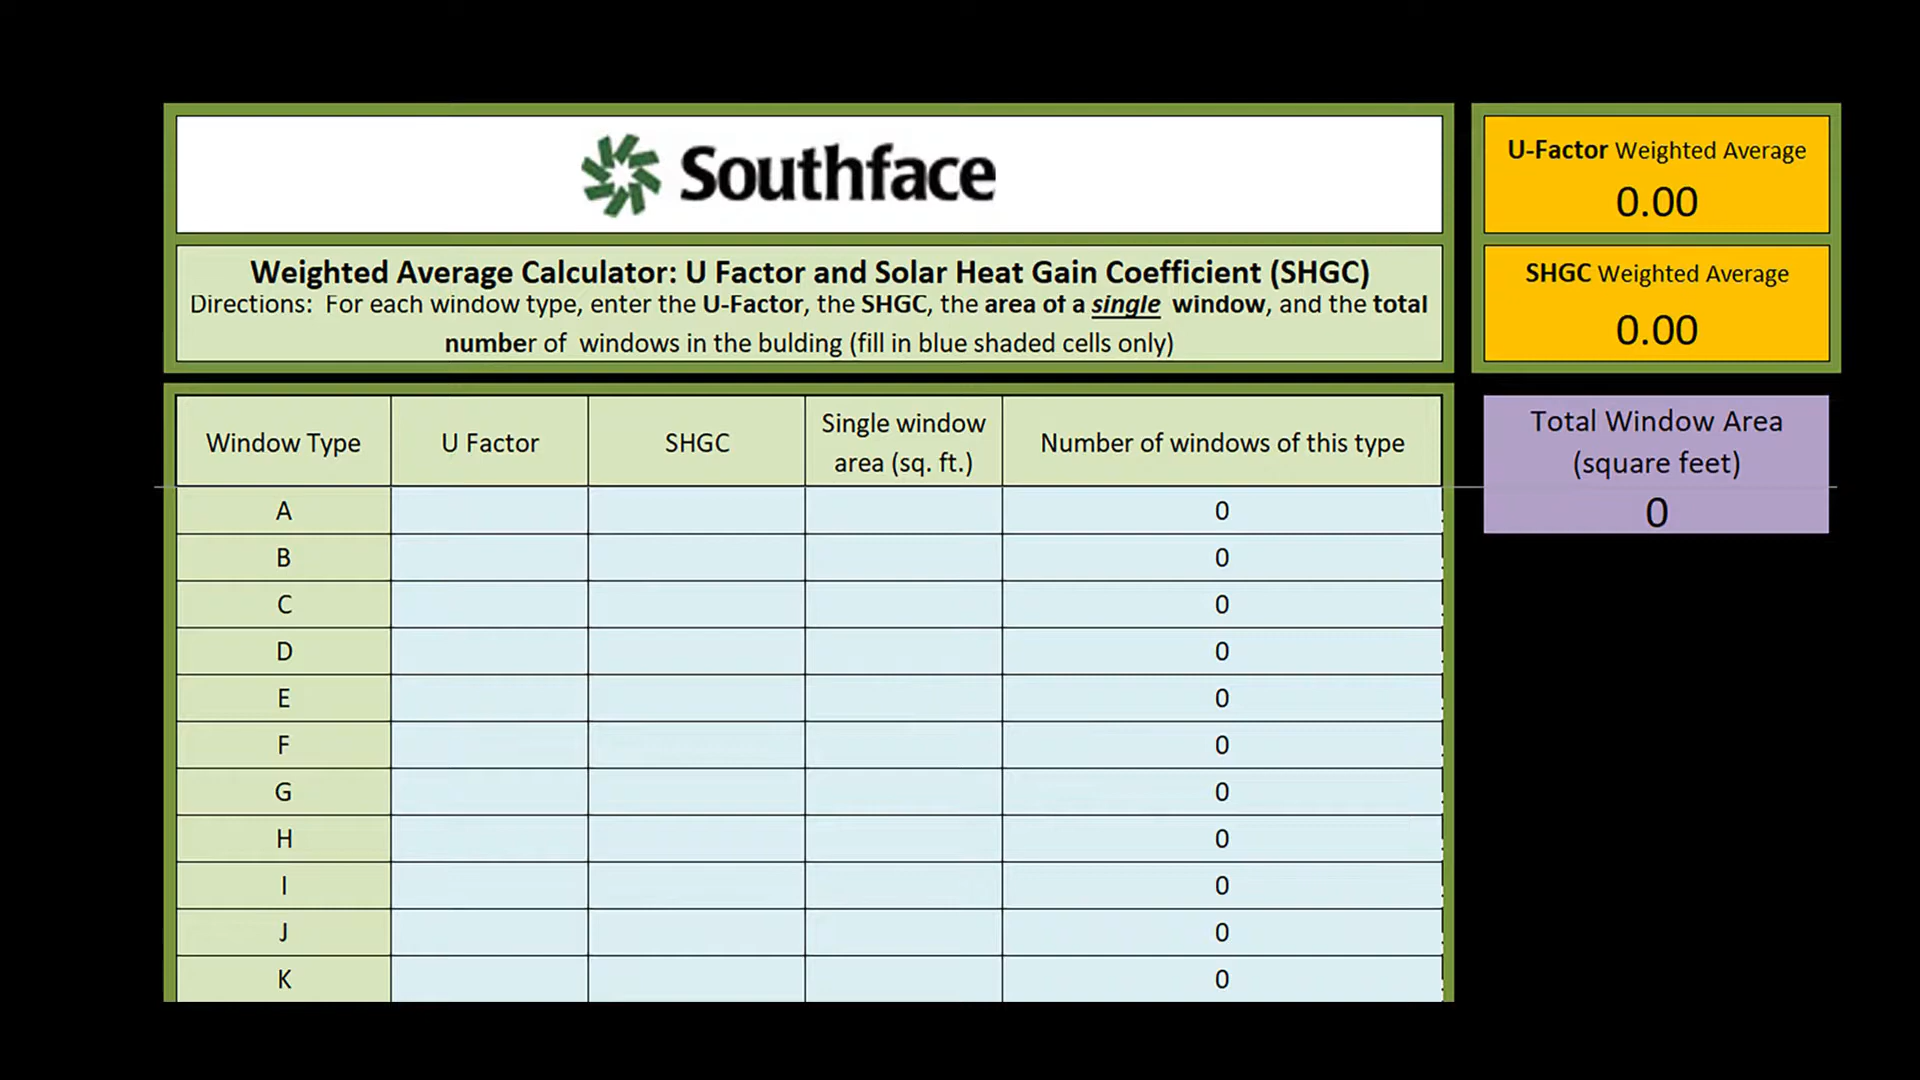 Southface
U-Factor Weighted Average
0.00
Weighted Average Calculator: U Factor and Solar Heat Gain Coefficient (SHGC)
Directions: For each window type, enter the U-Factor, the SHGC, the area of a single window, and the total
number of windows in the bulding (fill in blue shaded cells only)
SHGC Weighted Average
0.00
Window Type U Factor SHGC Single window area (sq. ft.) Number of windows of this type
Total Window Area
(square feet)
0
A 0
B 0
C 0
D 0
E 0
F 0
G 0
H 0
I 0
J 0
K 0